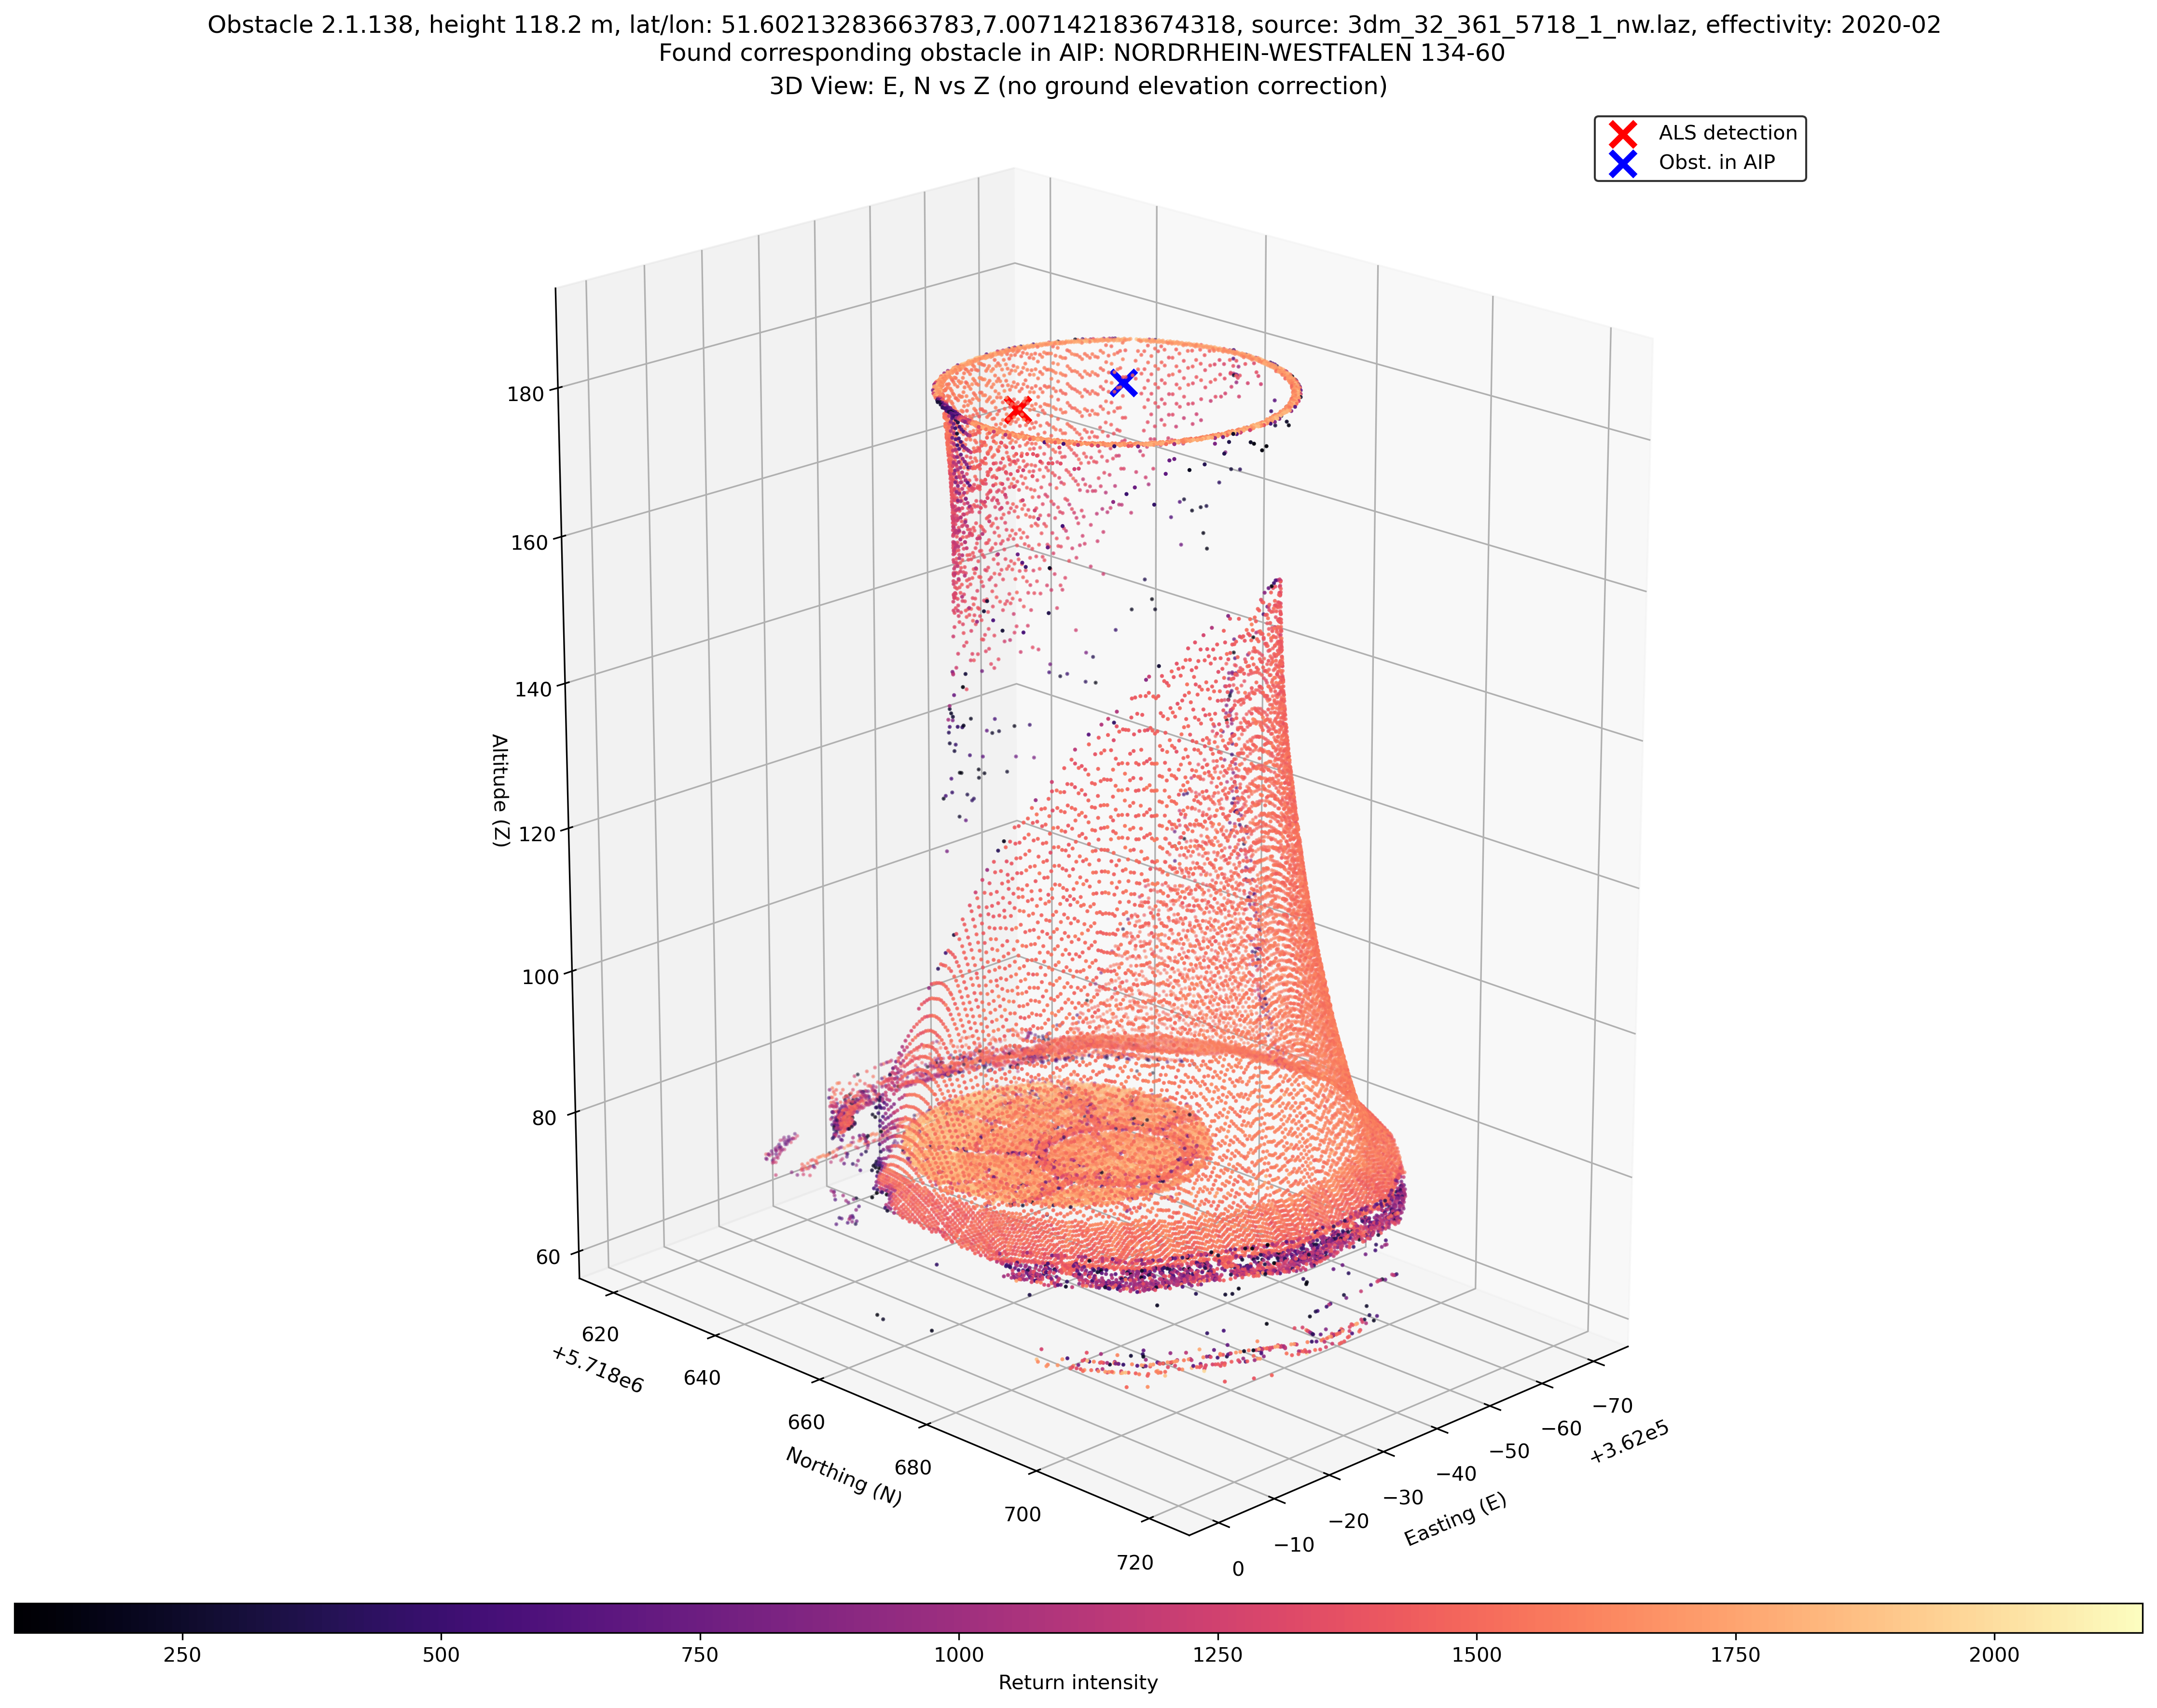 Obstacle 2.1.138, height 118.2 m, lat/lon: 51.60213283663783,7.007142183674318, source: 3dm_32_361_5718_1_nw.laz, effectivity: 2020-02
Found corresponding obstacle in AIP: NORDRHEIN-WESTFALEN 134-60
3D View: E, N vs Z (no ground elevation correction)
ALS detection
Obst. in AIP
180
160
140
120
100
80
60
Altitude (Z)
620
640
660
680
700
720
+5.718e6
Northing (N)
0
−10
−20
−30
−40
−50
−60
−70
+3.62e5
Easting (E)
250
500
750
1000
1250
1500
1750
2000
Return intensity